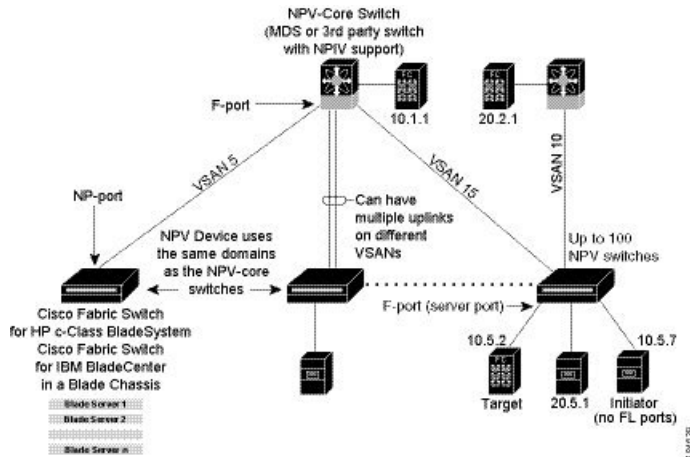 NPV-Core Switch
(MDS or 3rd party switch
with NPIV support)
FC
FC
F-port
10.1.1
20.2.1
VSAN 5
VSAN 15
VSAN 10
NP-port
Can have
multiple uplinks
on different
VSANs
NPV Device uses
the same domains
as the NPV-core
switches
Up to 100
NPV switches
F-port (server port)
Cisco Fabric Switch
for HP c-Class BladeSystem
Cisco Fabric Switch
for IBM BladeCenter
in a Blade Chassis
10.5.2
10.5.7
FC
Target
20.5.1
Initiator
(no FL ports)
Blade Server 1
Blade Server 2
Blade Server n